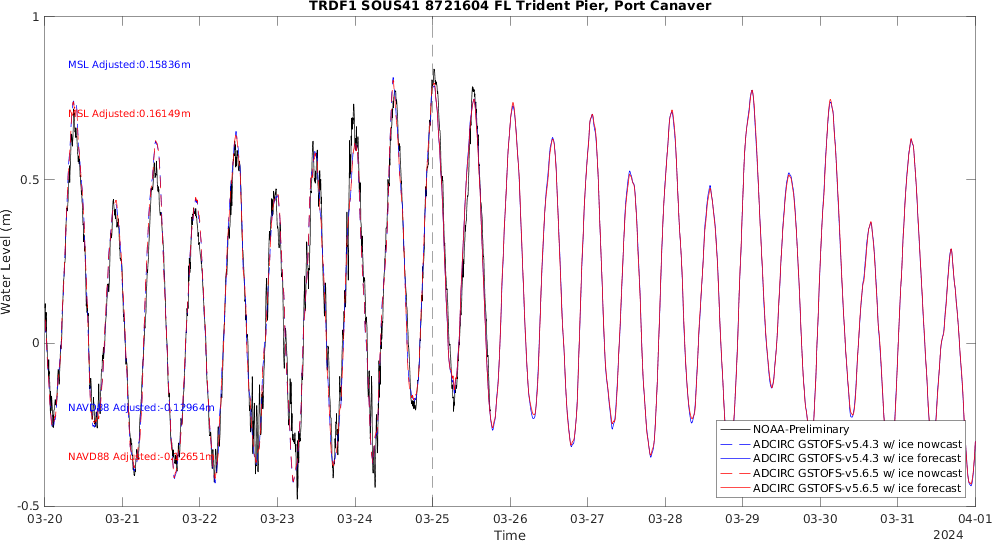 TRDF1 SOUS41 8721604 FL Trident Pier, Port Canaver
Water Level (m)
1
0.5
0
-0.5
MSL Adjusted:0.15836m
MSL Adjusted:0.16149m
NAVD88 Adjusted:-0.12964m
NAVD88 Adjusted:-0.12651m
NOAA-Preliminary
ADCIRC GSTOFS-v5.4.3 w/ ice nowcast
ADCIRC GSTOFS-v5.4.3 w/ ice forecast
ADCIRC GSTOFS-v5.6.5 w/ ice nowcast
ADCIRC GSTOFS-v5.6.5 w/ ice forecast
03-20 03-21 03-22 03-23 03-24 03-25 03-26 03-27 03-28 03-29 03-30 03-31 04-01
Time
2024